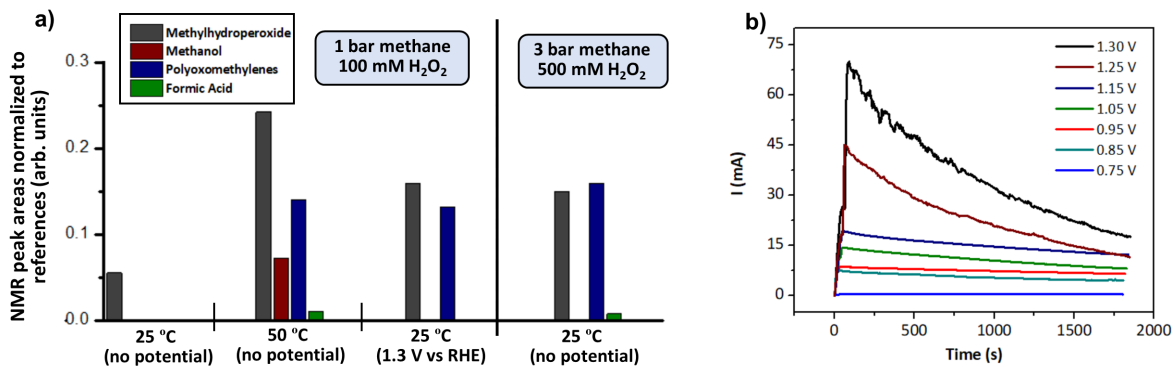 a)
Methylhydroperoxide
Methanol
Polyoxomethylenes
Formic Acid
1 bar methane
100 mM H₂O₂
3 bar methane
500 mM H₂O₂
NMR peak areas normalized to
references (arb. units)
0.3
0.2
0.1
0.0
25 °C
(no potential)
50 °C
(no potential)
25 °C
(1.3 V vs RHE)
25 °C
(no potential)
b)
I (mA)
75
60
45
30
15
0
1.30 V
1.25 V
1.15 V
1.05 V
0.95 V
0.85 V
0.75 V
0
500
1000
1500
2000
Time (s)